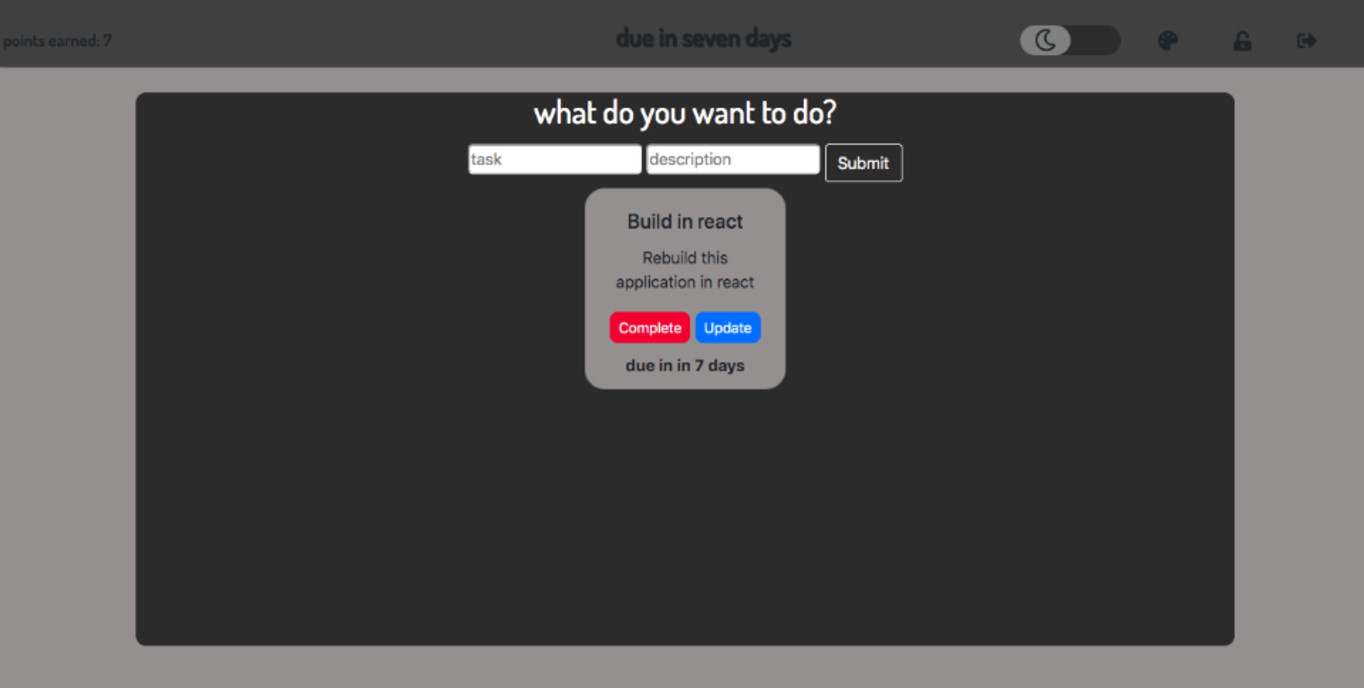 points earned: 7
due in seven days
what do you want to do?
task
description
Submit
Build in react
Rebuild this
application in react
Complete
Update
due in in 7 days